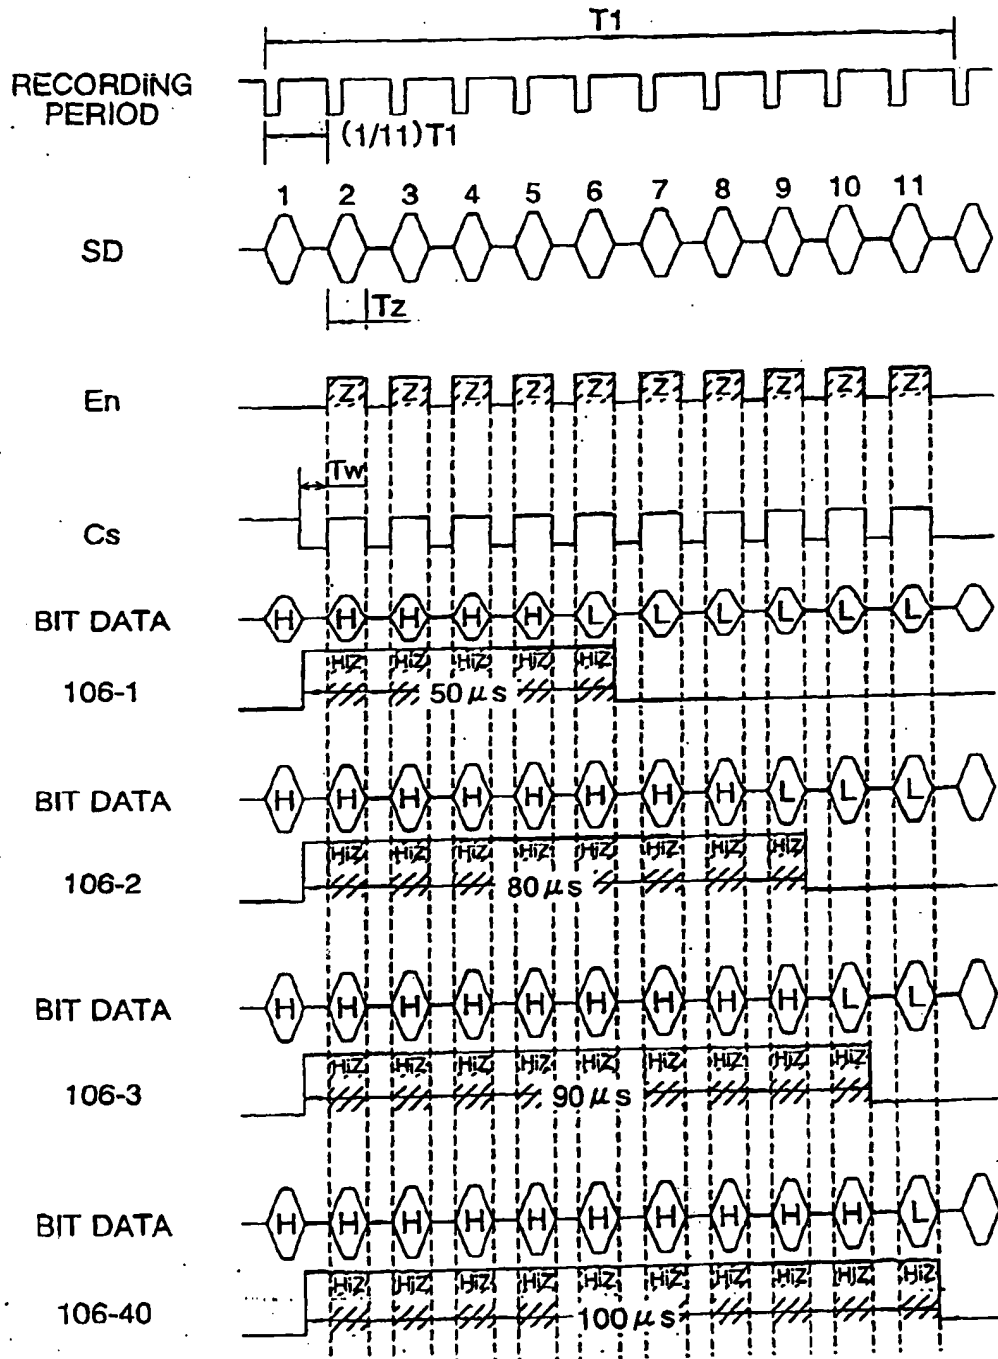 T1
RECORDING
PERIOD
(1/11)T1
1 2 3 4 5 6 7 8 9 10 11
SD
Tz
En Z Z Z Z Z Z Z Z Z Z
Tw
Cs
BIT DATA H H H H H L L L L L L
HiZ HiZ HiZ HiZ HiZ
106-1 50μs
BIT DATA H H H H H H H H L L L
HiZ HiZ HiZ HiZ HiZ HiZ HiZ HiZ
106-2 80μs
BIT DATA H H H H H H H H H L L
HiZ HiZ HiZ HiZ HiZ HiZ HiZ HiZ HiZ
106-3 90μs
BIT DATA H H H H H H H H H H L
HiZ HiZ HiZ HiZ HiZ HiZ HiZ HiZ HiZ HiZ
106-40 100μs